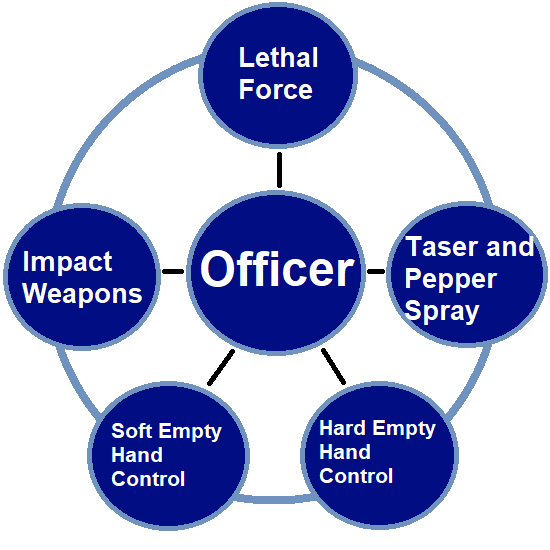 Lethal
Force
Impact
Weapons
Officer
Taser and
Pepper
Spray
Soft Empty
Hand
Control
Hard Empty
Hand
Control